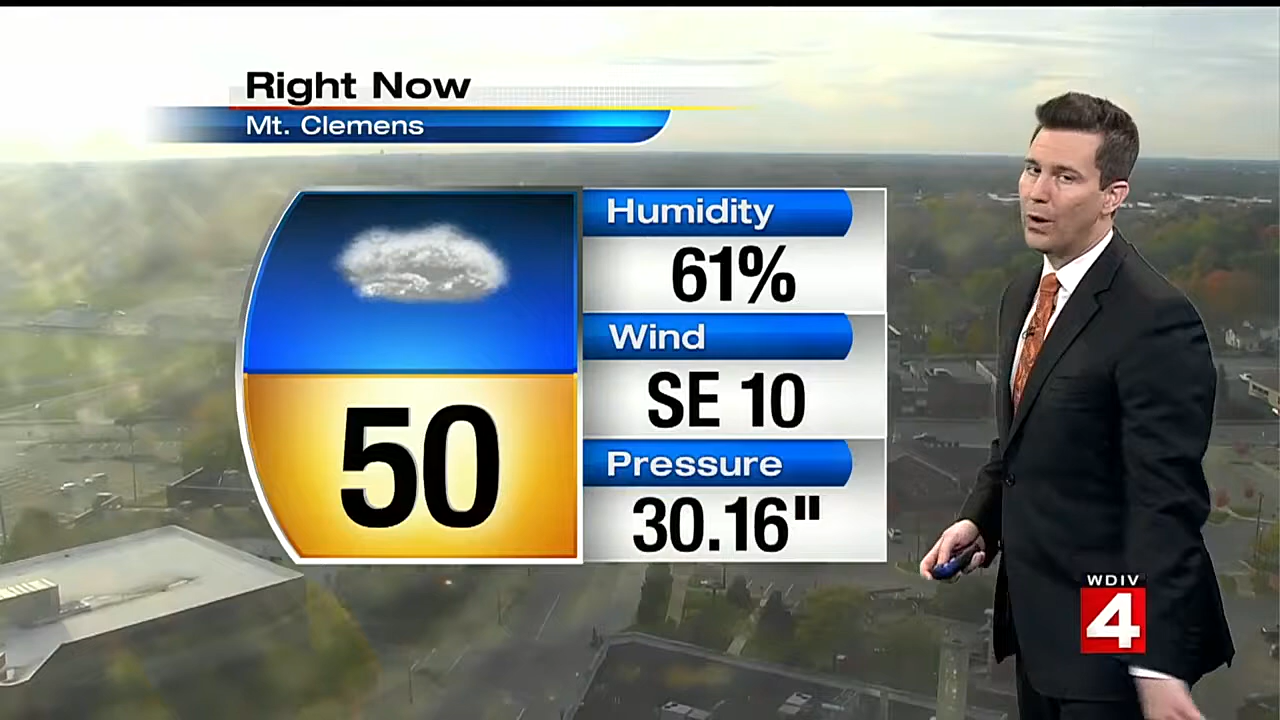 Right Now
Mt. Clemens
Humidity
61%
Wind
SE 10
50
Pressure
30.16"
WDIV
4